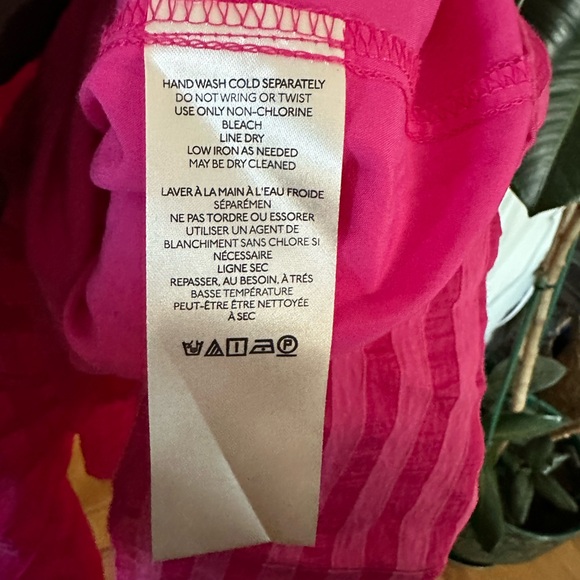 HAND WASH COLD SEPARATELY
DO NOT WRING OR TWIST
USE ONLY NON-CHLORINE
BLEACH
LINE DRY
LOW IRON AS NEEDED
MAY BE DRY CLEANED
LAVER À LA MAIN À L'EAU FROIDE
SÉPARÉMEN
NE PAS TORDRE OU ESSORER
UTILISER UN AGENT DE
BLANCHIMENT SANS CHLORE SI
NÉCESSAIRE
LIGNE SEC
REPASSER, AU BESOIN, À TRÉS
BASSE TEMPÉRATURE
PEUT-ÊTRE ÊTRE NETTOYÉE
À SEC